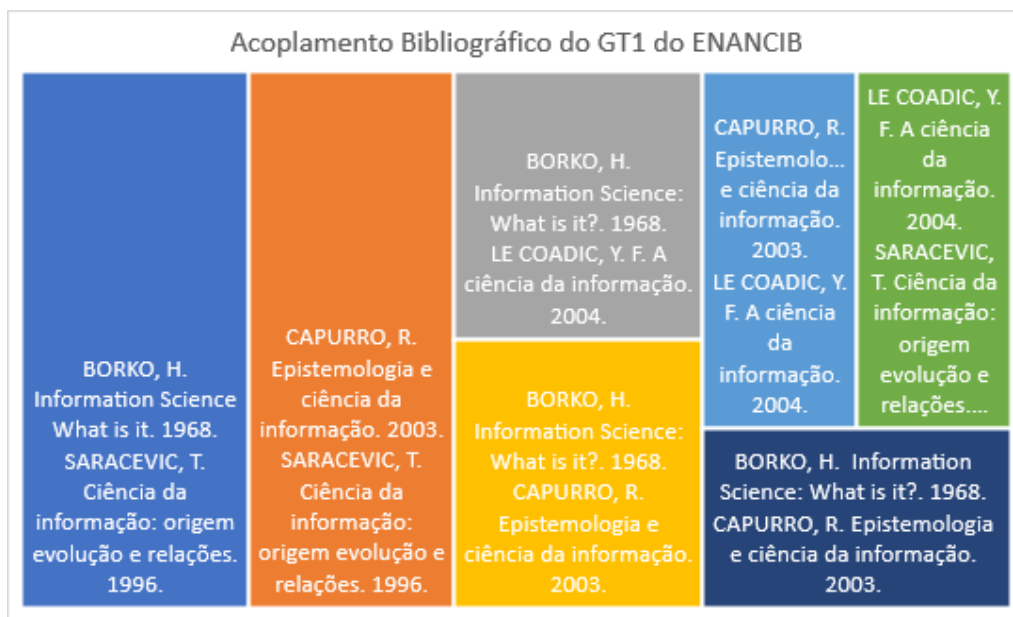 Acoplamento Bibliográfico do GT1 do ENANCIB
BORKO, H.
Information Science
What is it. 1968.
SARACEVIC, T.
Ciência da
informação: origem
evolução e relações.
1996.
CAPURRO, R.
Epistemologia e
ciência da
informação. 2003.
SARACEVIC, T.
Ciência da
informação:
origem evolução e
relações. 1996.
BORKO, H.
Information Science:
What is it?. 1968.
LE COADIC, Y. F. A
ciência da informação.
2004.
BORKO, H.
Information Science:
What is it?. 1968.
CAPURRO, R.
Epistemologia e
ciência da informação.
2003.
CAPURRO, R.
Epistemolo...
e ciência da
informação.
2003.
LE COADIC, Y.
F. A ciência
da
informação.
2004.
LE COADIC, Y.
F. A ciência
da
informação.
2004.
SARACEVIC,
T. Ciência da
informação:
origem
evolução e
relações....
BORKO, H. Information
Science: What is it?. 1968.
CAPURRO, R. Epistemologia
e ciência da informação.
2003.